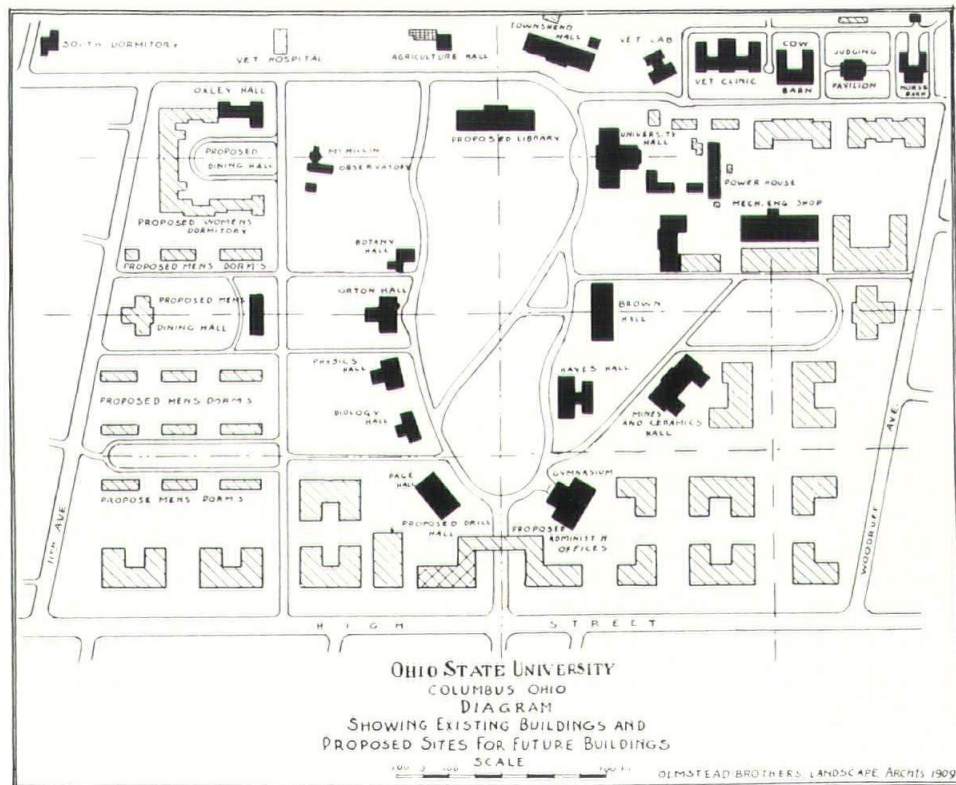 TOWNSHEND
HALL
SOUTH DORMITORY
VET HOSPITAL
AGRICULTURE HALL
VET LAB
VET CLINIC
COW
BARN
JUDGING
PAVILION
HORSE
BARN
OXLEY HALL
PROPOSED
DINING HALL
MCMILLIN
OBSERVATORY
PROPOSED LIBRARY
UNIVERSITY
HALL
POWER HOUSE
MECH. ENG SHOP
PROPOSED WOMENS
DORMITORY
BOTANY
HALL
PROPOSED MENS DORMS
PROPOSED MENS
DINING HALL
ORTON HALL
BROWN
HALL
PHYSICS
HALL
HAYES HALL
PROPOSED MENS DORMS
BIOLOGY
HALL
MINES
AND CERAMICS
HALL
PAGE
HALL
GYMNASIUM
PROPOSE MENS DORMS
PROPOSED DRILL
HALL
PROPOSED
ADMINIST'N
OFFICES
11TH AVE
WOODRUFF AVE.
HIGH STREET
OHIO STATE UNIVERSITY
COLUMBUS OHIO
DIAGRAM
SHOWING EXISTING BUILDINGS AND
PROPOSED SITES FOR FUTURE BUILDINGS
SCALE
OLMSTEAD BROTHERS, LANDSCAPE ARCHTS 1909